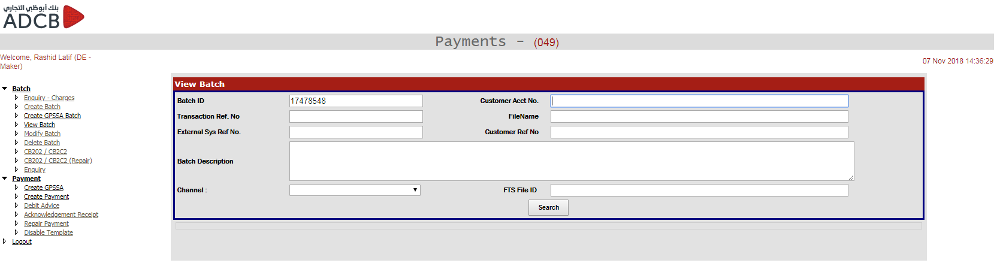 بنك أبوظبي التجاري
ADCB
Payments - (049)
Welcome, Rashid Latif (DE - Maker)
07 Nov 2018 14:36:29
Batch
Enquiry - Charges
Create Batch
Create GPSSA Batch
View Batch
Modify Batch
Delete Batch
CB202 / CB2C2
CB202 / CB2C2 (Repair)
Enquiry
Payment
Create GPSSA
Create Payment
Debit Advice
Acknowledgement Receipt
Repair Payment
Disable Template
Logout
View Batch
Batch ID 17478548 Customer Acct No.
Transaction Ref. No FileName
External Sys Ref No. Customer Ref No
Batch Description
Channel : FTS File ID
Search